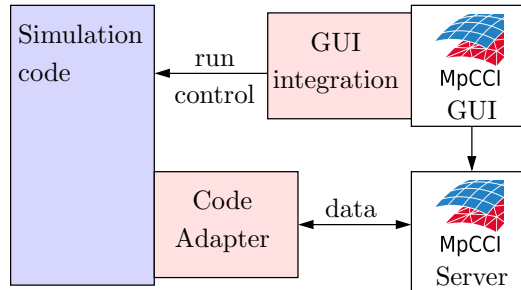 Simulation
code
run
control
GUI
integration
MpCCI
GUI
Code
Adapter
data
MpCCI
Server